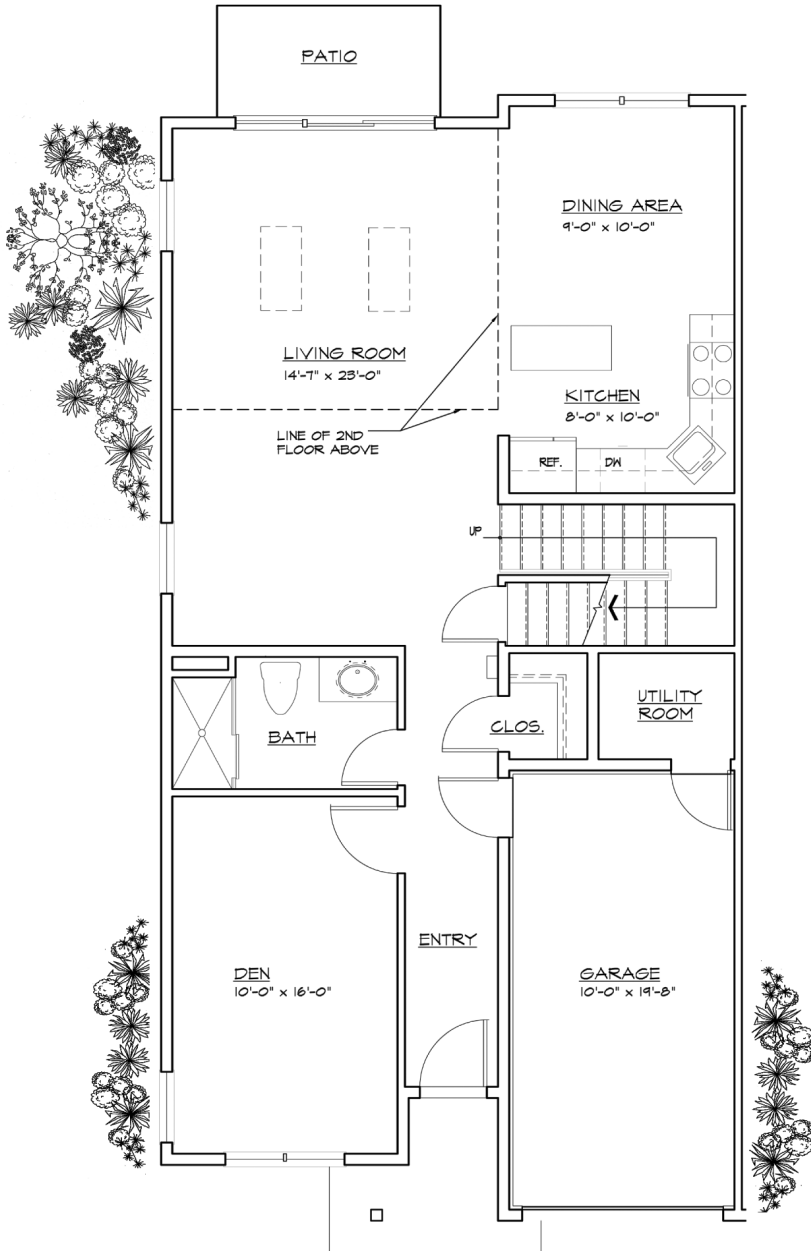 PATIO
DINING AREA
9'-0" x 10'-0"
LIVING ROOM
14'-7" x 23'-0"
KITCHEN
8'-0" x 10'-0"
LINE OF 2ND
FLOOR ABOVE
REF.
DW
UP
UTILITY
ROOM
CLOS.
BATH
ENTRY
DEN
10'-0" x 16'-0"
GARAGE
10'-0" x 19'-8"